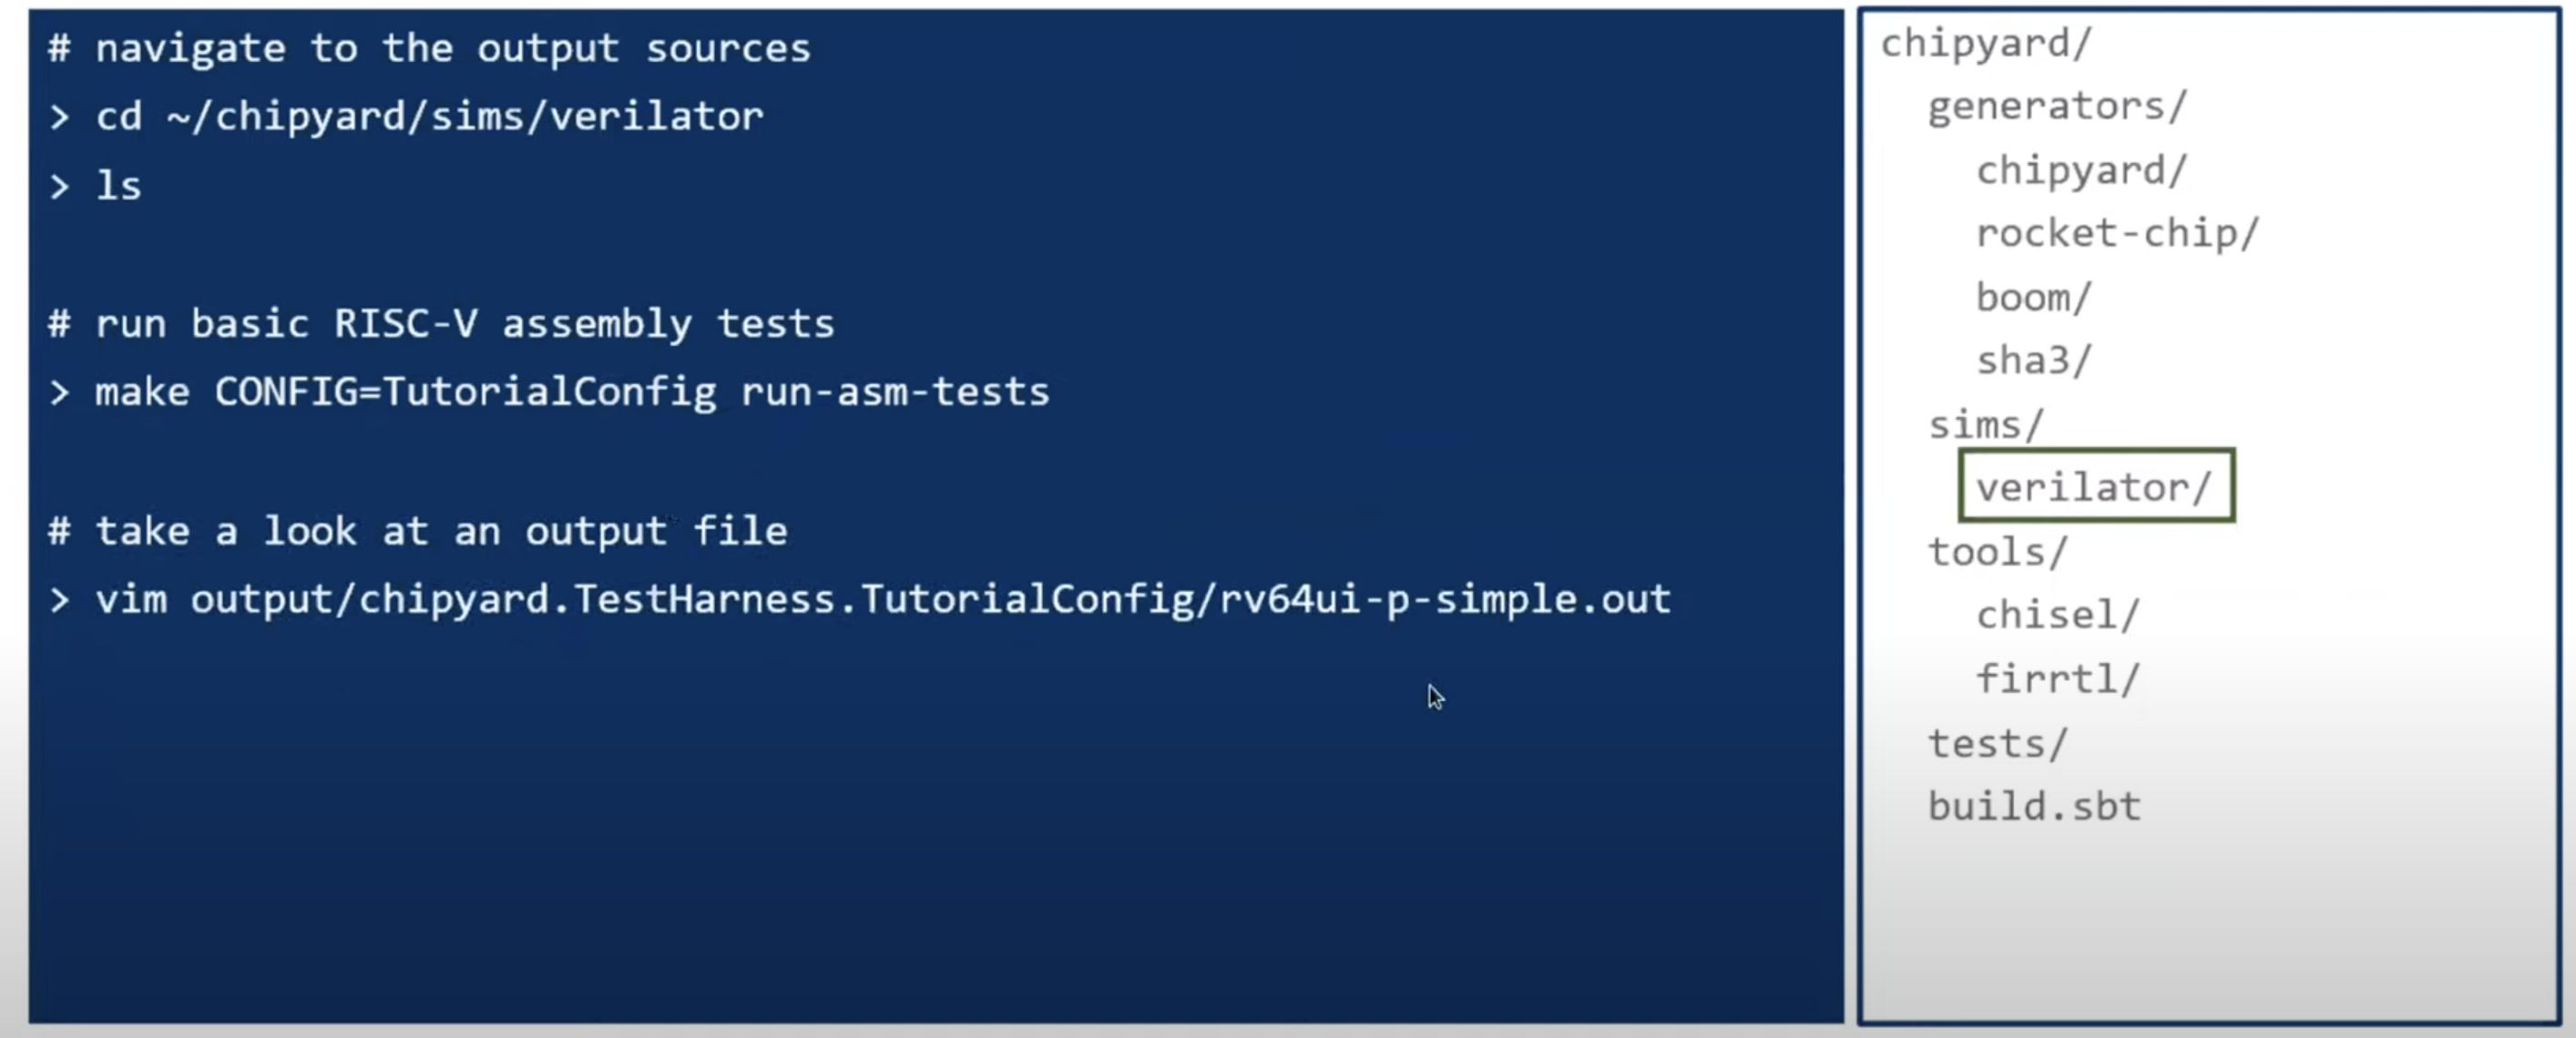 # navigate to the output sources
> cd ~/chipyard/sims/verilator
> ls
# run basic RISC-V assembly tests
> make CONFIG=TutorialConfig run-asm-tests
# take a look at an output file
> vim output/chipyard.TestHarness.TutorialConfig/rv64ui-p-simple.out
chipyard/
generators/
chipyard/
rocket-chip/
boom/
sha3/
sims/
verilator/
tools/
chisel/
firrtl/
tests/
build.sbt